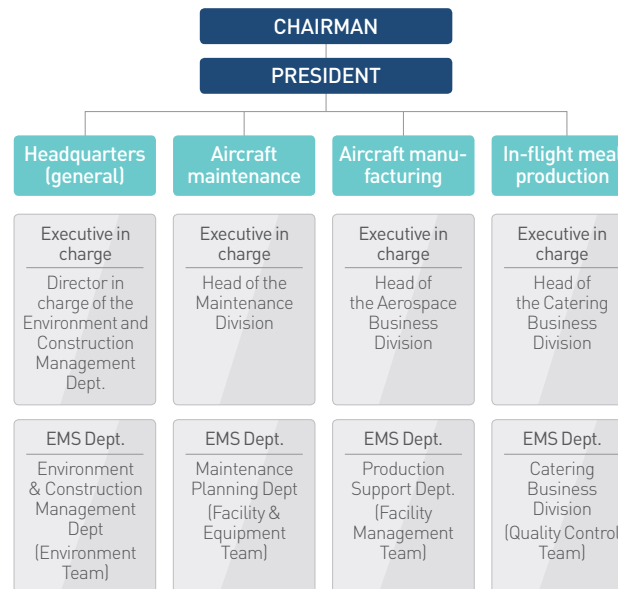 CHAIRMAN
PRESIDENT
Headquarters
(general)
Aircraft
maintenance
Aircraft manu-
facturing
In-flight meal
production
Executive in
charge
Director in
charge of the
Environment and
Construction
Management
Dept.
Executive in
charge
Head of the
Maintenance
Division
Executive in
charge
Head of
the Aerospace
Business
Division
Executive in
charge
Head of
the Catering
Business
Division
EMS Dept.
Environment
& Construction
Management
Dept
(Environment
Team)
EMS Dept.
Maintenance
Planning Dept
(Facility &
Equipment
Team)
EMS Dept.
Production
Support Dept.
(Facility
Management
Team)
EMS Dept.
Catering
Business
Division
(Quality Control
Team)